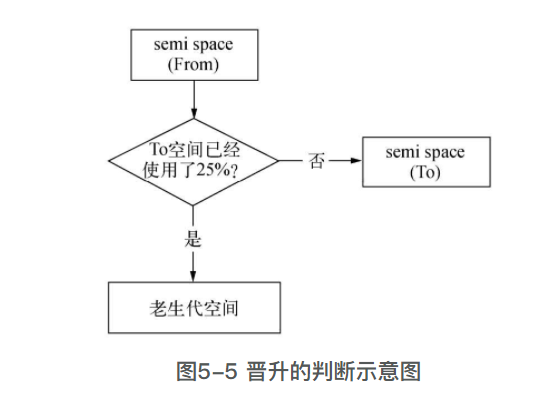 semi space
(From)
To空间已经
使用了25%?
否
semi space
(To)
是
老生代空间
图5-5 晋升的判断示意图